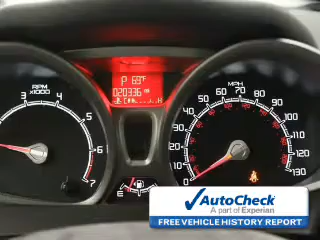 P 69°F
020336
RPM
x1000
3 4 5 6 7
MPH
0 10 20 30 40 50 60 70 80 90 100 110 120 130
C H
E F
AutoCheck
A part of Experian
FREE VEHICLE HISTORY REPORT